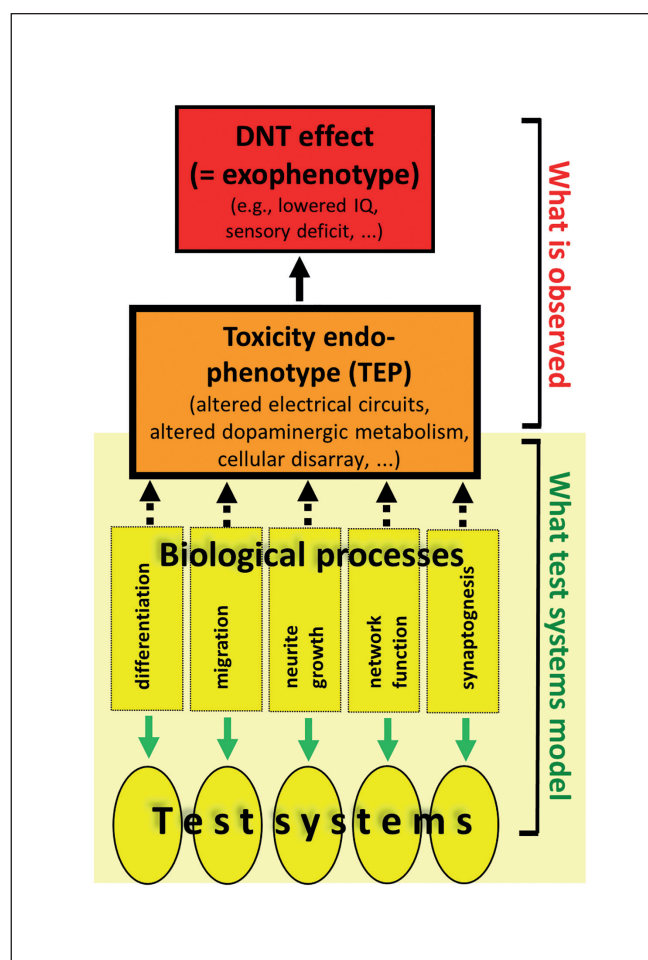 DNT effect
(= exophenotype)
(e.g., lowered IQ,
sensory deficit, ...)
What is observed
Toxicity endo-
phenotype (TEP)
(altered electrical circuits,
altered dopaminergic metabolism,
cellular disarray, ...)
What test systems model
Biological processes
differentiation
migration
neurite
growth
network
function
synaptognesis
Test systems